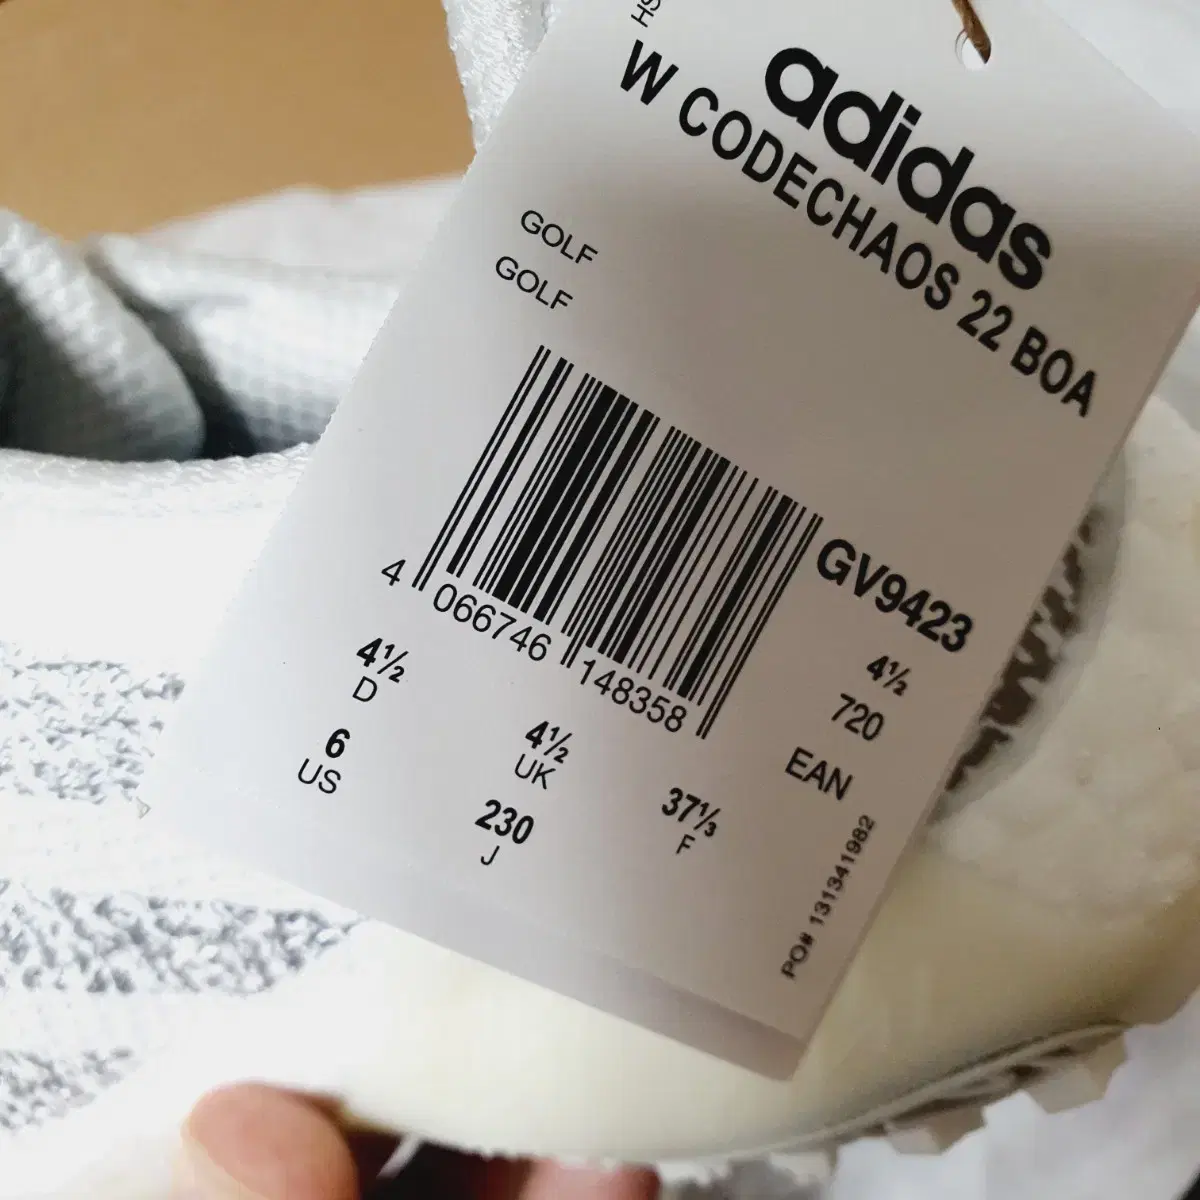 adidas
W CODECHAOS 22 BOA
GOLF
GOLF
GV9423
4 066746 148358
4½
720
EAN
4½
D
6
US
4½
UK
230
J
37⅓
F
PO# 131341982